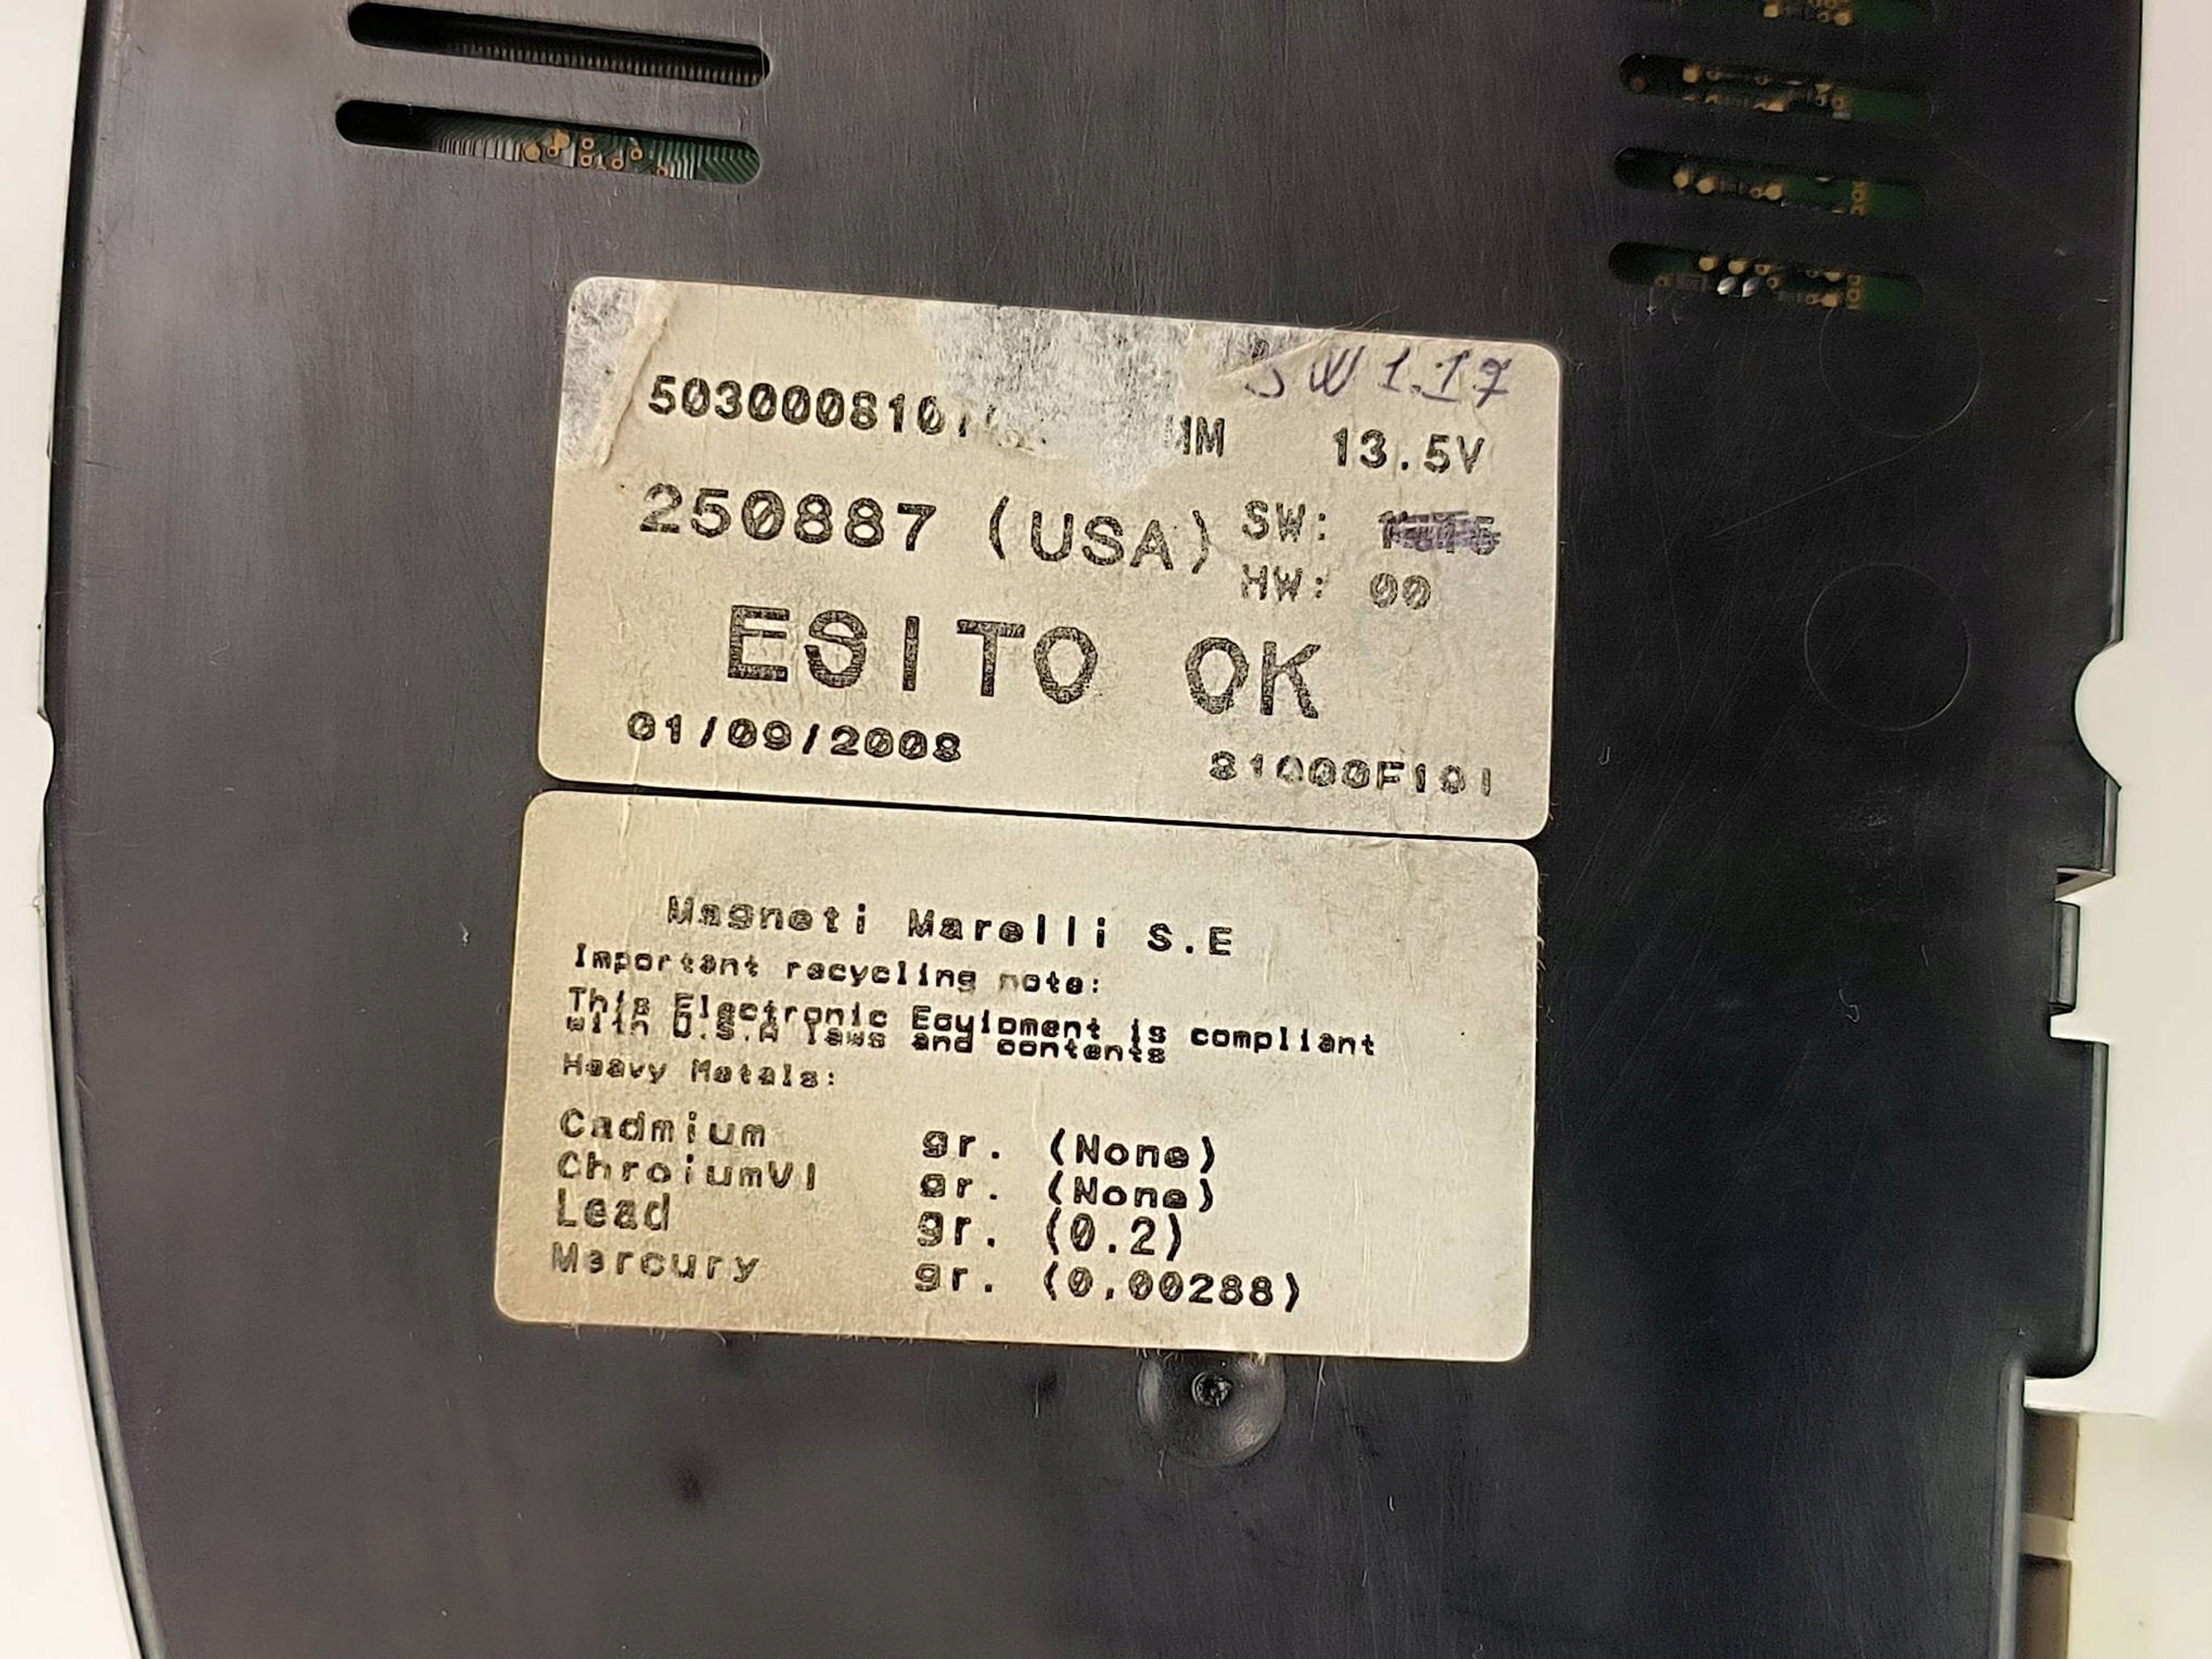 SW 1.17
503000810 13.5V
250887 (USA) SW:
HW: 00
ESITO OK
01/09/2008 81000F101
Magneti Marelli S.E
Important recycling note:
This Electronic Equipment is compliant
with U.S.A laws and contents
Heavy Metals:
Cadmium gr. (None)
ChroiumVI gr. (None)
Lead gr. (0.2)
Mercury gr. (0,00288)